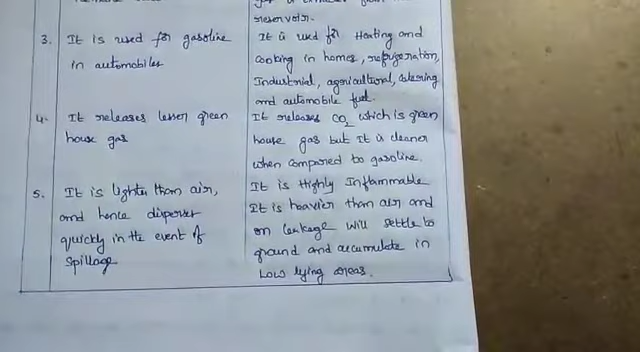 reservoir.
3. It is used for gasoline
in automobiles
It is used for Heating and
cooking in homes, refrigeration,
Industrial, agricultural, catering
and automobile fuel.
4. It releases lesser green
house gas
It releases CO2 which is green
house gas but it is cleaner
when compared to gasoline.
5. It is lighter than air,
and hence disperses
quickly in the event of
spillage
It is Highly Inflammable
It is heavier than air and
on leakage will settle to
ground and accumulate in
Low lying areas.